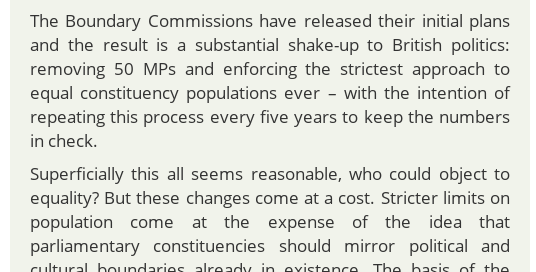 The Boundary Commissions have released their initial plans
and the result is a substantial shake-up to British politics:
removing 50 MPs and enforcing the strictest approach to
equal constituency populations ever – with the intention of
repeating this process every five years to keep the numbers
in check.
Superficially this all seems reasonable, who could object to
equality? But these changes come at a cost. Stricter limits on
population come at the expense of the idea that
parliamentary constituencies should mirror political and
cultural boundaries already in existence. The basis of the